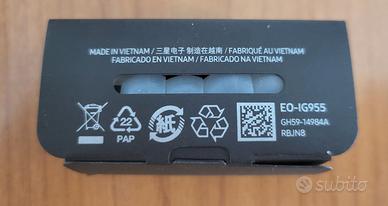 MADE IN VIETNAM / 三星电子 制造在越南 / FABRIQUÉ AU VIETNAM
FABRICADO EN VIETNAM / FABRICADO NA VIETNAM
22
PAP
紙
EO-IG955
GH59-14984A
RBJN8
subito